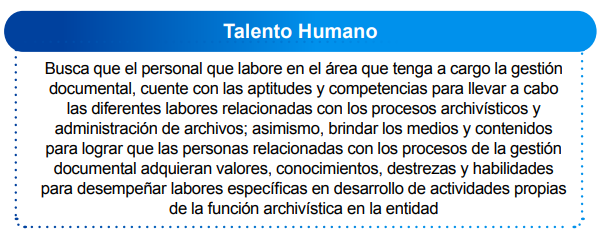 Talento Humano
Busca que el personal que labore en el área que tenga a cargo la gestión
documental, cuente con las aptitudes y competencias para llevar a cabo
las diferentes labores relacionadas con los procesos archivísticos y
administración de archivos; asimismo, brindar los medios y contenidos
para lograr que las personas relacionadas con los procesos de la gestión
documental adquieran valores, conocimientos, destrezas y habilidades
para desempeñar labores específicas en desarrollo de actividades propias
de la función archivística en la entidad